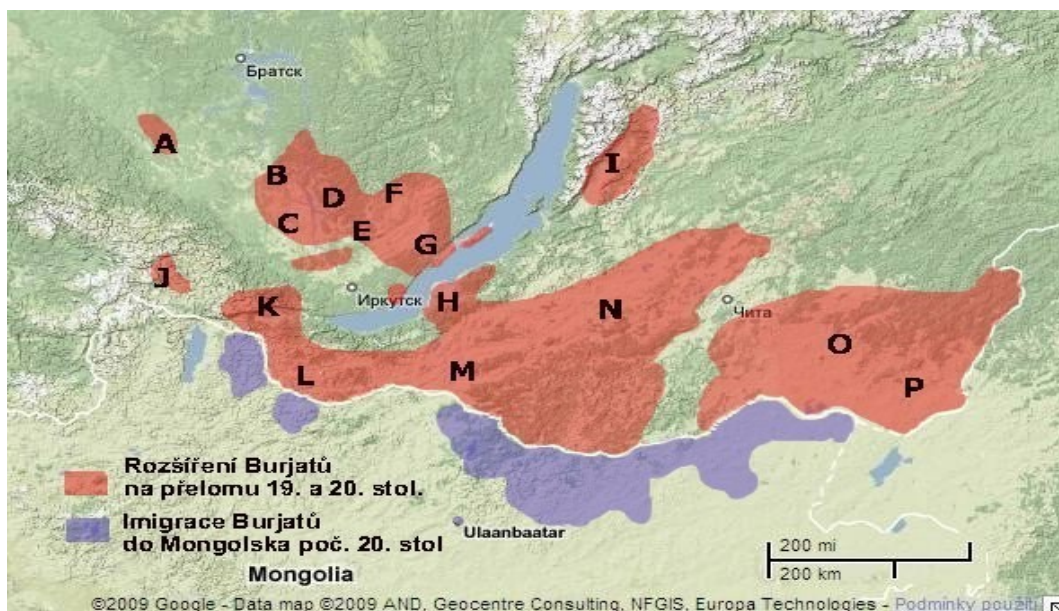 Братск
A
I
B
D
F
C
E
G
J
K
Иркутск
H
N
Чита
O
L
M
P
Rozšíření Burjatů
na přelomu 19. a 20. stol.
Imigrace Burjatů
do Mongolska poč. 20. stol
Ulaanbaatar
Mongolia
200 mi
200 km
©2009 Google - Data map ©2009 AND, Geocentre Consulting, NFGIS, Europa Technologies - Podmínky použití